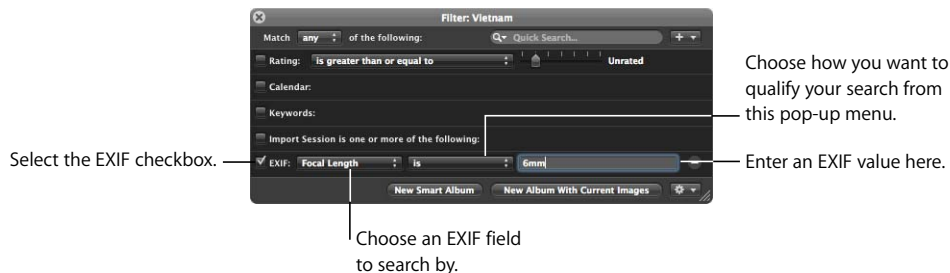 Filter: Vietnam
Match any of the following: Quick Search...
Rating: is greater than or equal to Unrated
Calendar:
Keywords:
Import Session is one or more of the following:
EXIF: Focal Length is 6mm
New Smart Album New Album With Current Images
Choose how you want to
qualify your search from
this pop-up menu.
Select the EXIF checkbox.
Enter an EXIF value here.
Choose an EXIF field
to search by.